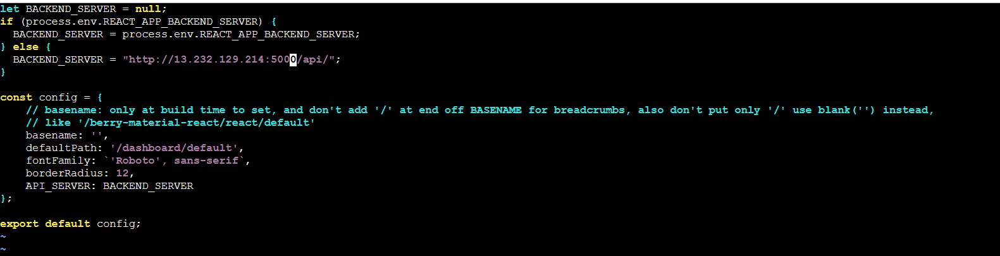 let BACKEND_SERVER = null;
if (process.env.REACT_APP_BACKEND_SERVER) {
  BACKEND_SERVER = process.env.REACT_APP_BACKEND_SERVER;
} else {
  BACKEND_SERVER = "http://13.232.129.214:5000/api/";
}

const config = {
    // basename: only at build time to set, and don't add '/' at end off BASENAME for breadcrumbs, also don't put only '/' use blank('') instead,
    // like '/berry-material-react/react/default'
    basename: '',
    defaultPath: '/dashboard/default',
    fontFamily: `'Roboto', sans-serif`,
    borderRadius: 12,
    API_SERVER: BACKEND_SERVER
};

export default config;
~
~